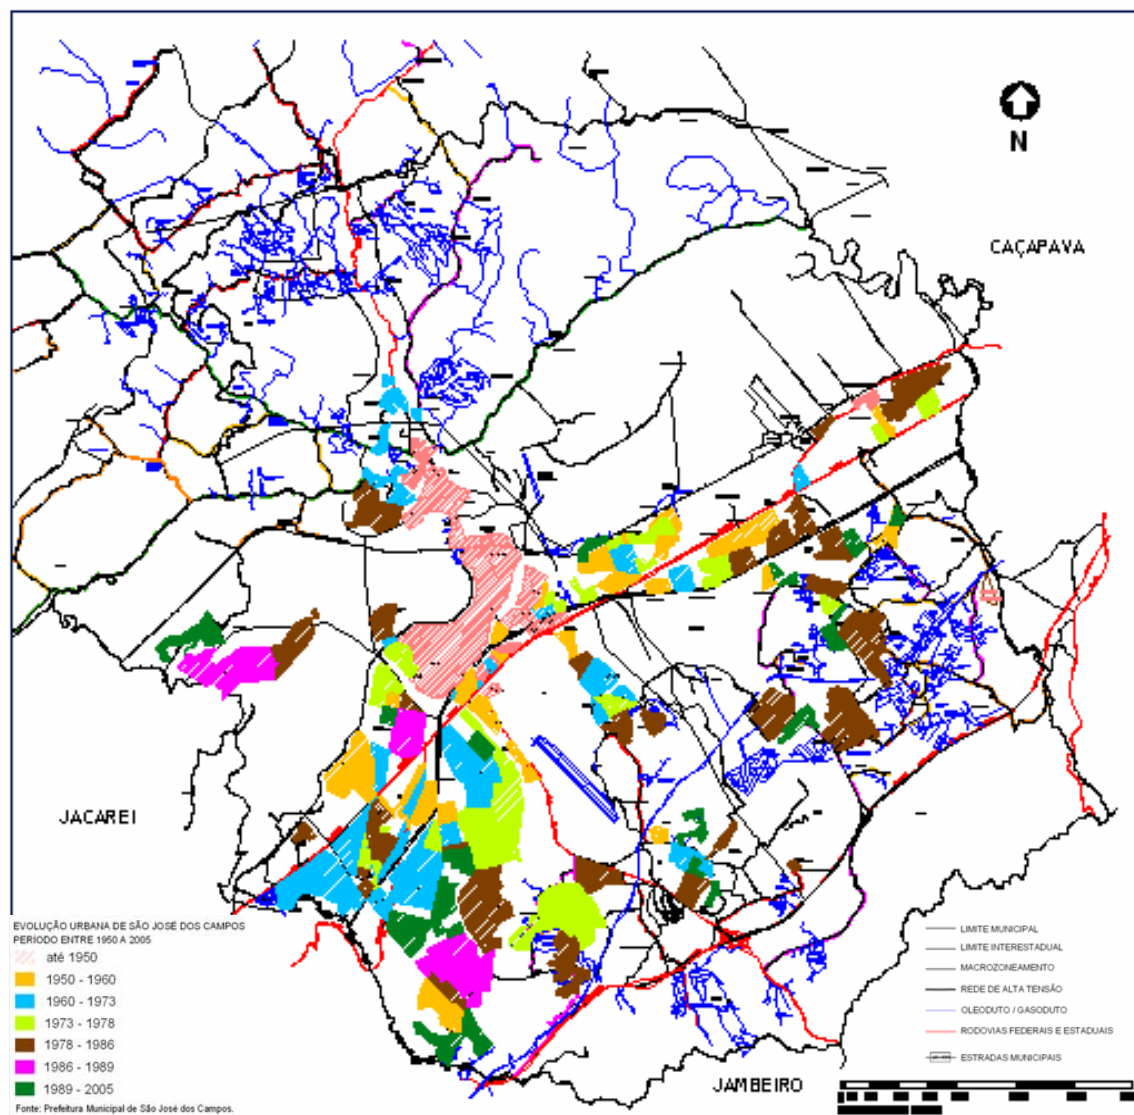 N
CAÇAPAVA
JACAREI
JAMBEIRO
EVOLUÇÃO URBANA DE SÃO JOSÉ DOS CAMPOS
PERÍODO ENTRE 1950 A 2005
até 1950
1950 - 1960
1960 - 1973
1973 - 1978
1978 - 1986
1986 - 1989
1989 - 2005
Fonte: Prefeitura Municipal de São José dos Campos.
LIMITE MUNICIPAL
LIMITE INTERESTADUAL
MACROZONEAMENTO
REDE DE ALTA TENSÃO
OLEODUTO / GASODUTO
RODOVIAS FEDERAIS E ESTADUAIS
ESTRADAS MUNICIPAIS